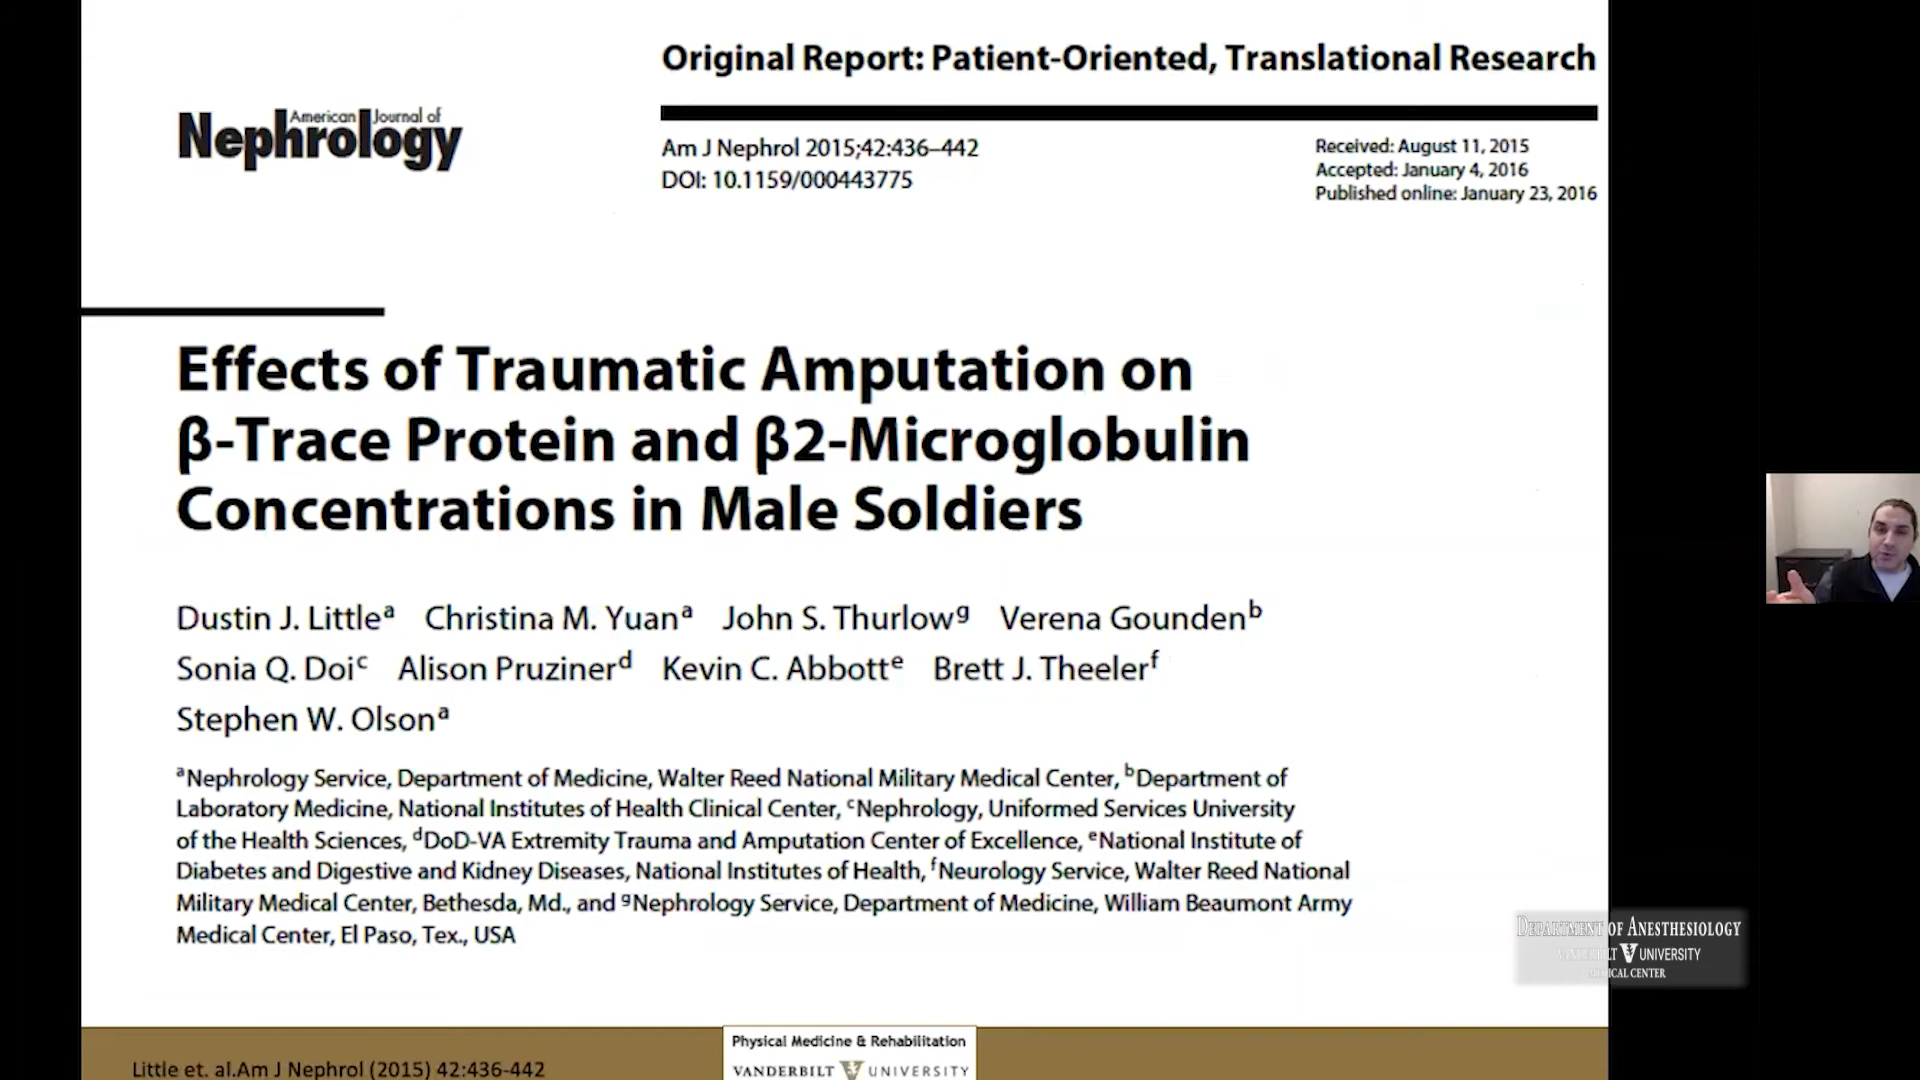 Original Report: Patient-Oriented, Translational Research
American Journal of
Nephrology
Am J Nephrol 2015;42:436–442
DOI: 10.1159/000443775
Received: August 11, 2015
Accepted: January 4, 2016
Published online: January 23, 2016
Effects of Traumatic Amputation on
β-Trace Protein and β2-Microglobulin
Concentrations in Male Soldiers
Dustin J. Littleᵃ Christina M. Yuanᵃ John S. Thurlowᵍ Verena Goundenᵇ
Sonia Q. Doiᶜ Alison Pruzinerᵈ Kevin C. Abbottᵉ Brett J. Theelerᶠ
Stephen W. Olsonᵃ
ᵃNephrology Service, Department of Medicine, Walter Reed National Military Medical Center, ᵇDepartment of
Laboratory Medicine, National Institutes of Health Clinical Center, ᶜNephrology, Uniformed Services University
of the Health Sciences, ᵈDoD-VA Extremity Trauma and Amputation Center of Excellence, ᵉNational Institute of
Diabetes and Digestive and Kidney Diseases, National Institutes of Health, ᶠNeurology Service, Walter Reed National
Military Medical Center, Bethesda, Md., and ᵍNephrology Service, Department of Medicine, William Beaumont Army
Medical Center, El Paso, Tex., USA
Department of Anesthesiology
VANDERBILT UNIVERSITY
MEDICAL CENTER
Physical Medicine & Rehabilitation
VANDERBILT UNIVERSITY
Little et. al.Am J Nephrol (2015) 42:436-442